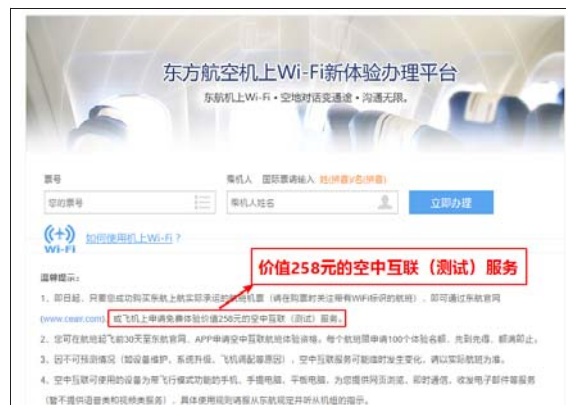 东方航空机上Wi-Fi新体验办理平台
东航机上Wi-Fi • 空地对话变通途 • 沟通无限。
票号
乘机人 国际票请输入 姓(拼音)/名(拼音)
您的票号
乘机人姓名
立即办理
Wi-Fi
如何使用机上Wi-Fi？
价值258元的空中互联（测试）服务
温馨提示：
1、即日起，只要您成功购买东航上航实际承运的航班机票（请在购票时关注带有WiFi标识的航班），即可通过东航官网
(www.ceair.com)，或飞机上申请免费体验价值258元的空中互联（测试）服务。
2、您可在航班起飞前30天至东航官网、APP申请空中互联航班体验资格，每个航班限申请100个体验名额，先到先得，额满即止。
3、因不可预测情况（如设备维护、系统升级、飞机调配等原因），空中互联服务可能临时发生变化，请以实际航班为准。
4、空中互联可使用的设备为带飞行模式功能的手机、手提电脑、平板电脑，为您提供网页浏览、即时通信、收发电子邮件等服务
（暂不提供语音类和视频类服务），具体使用规则请服从东航规定并听从机组的指示。